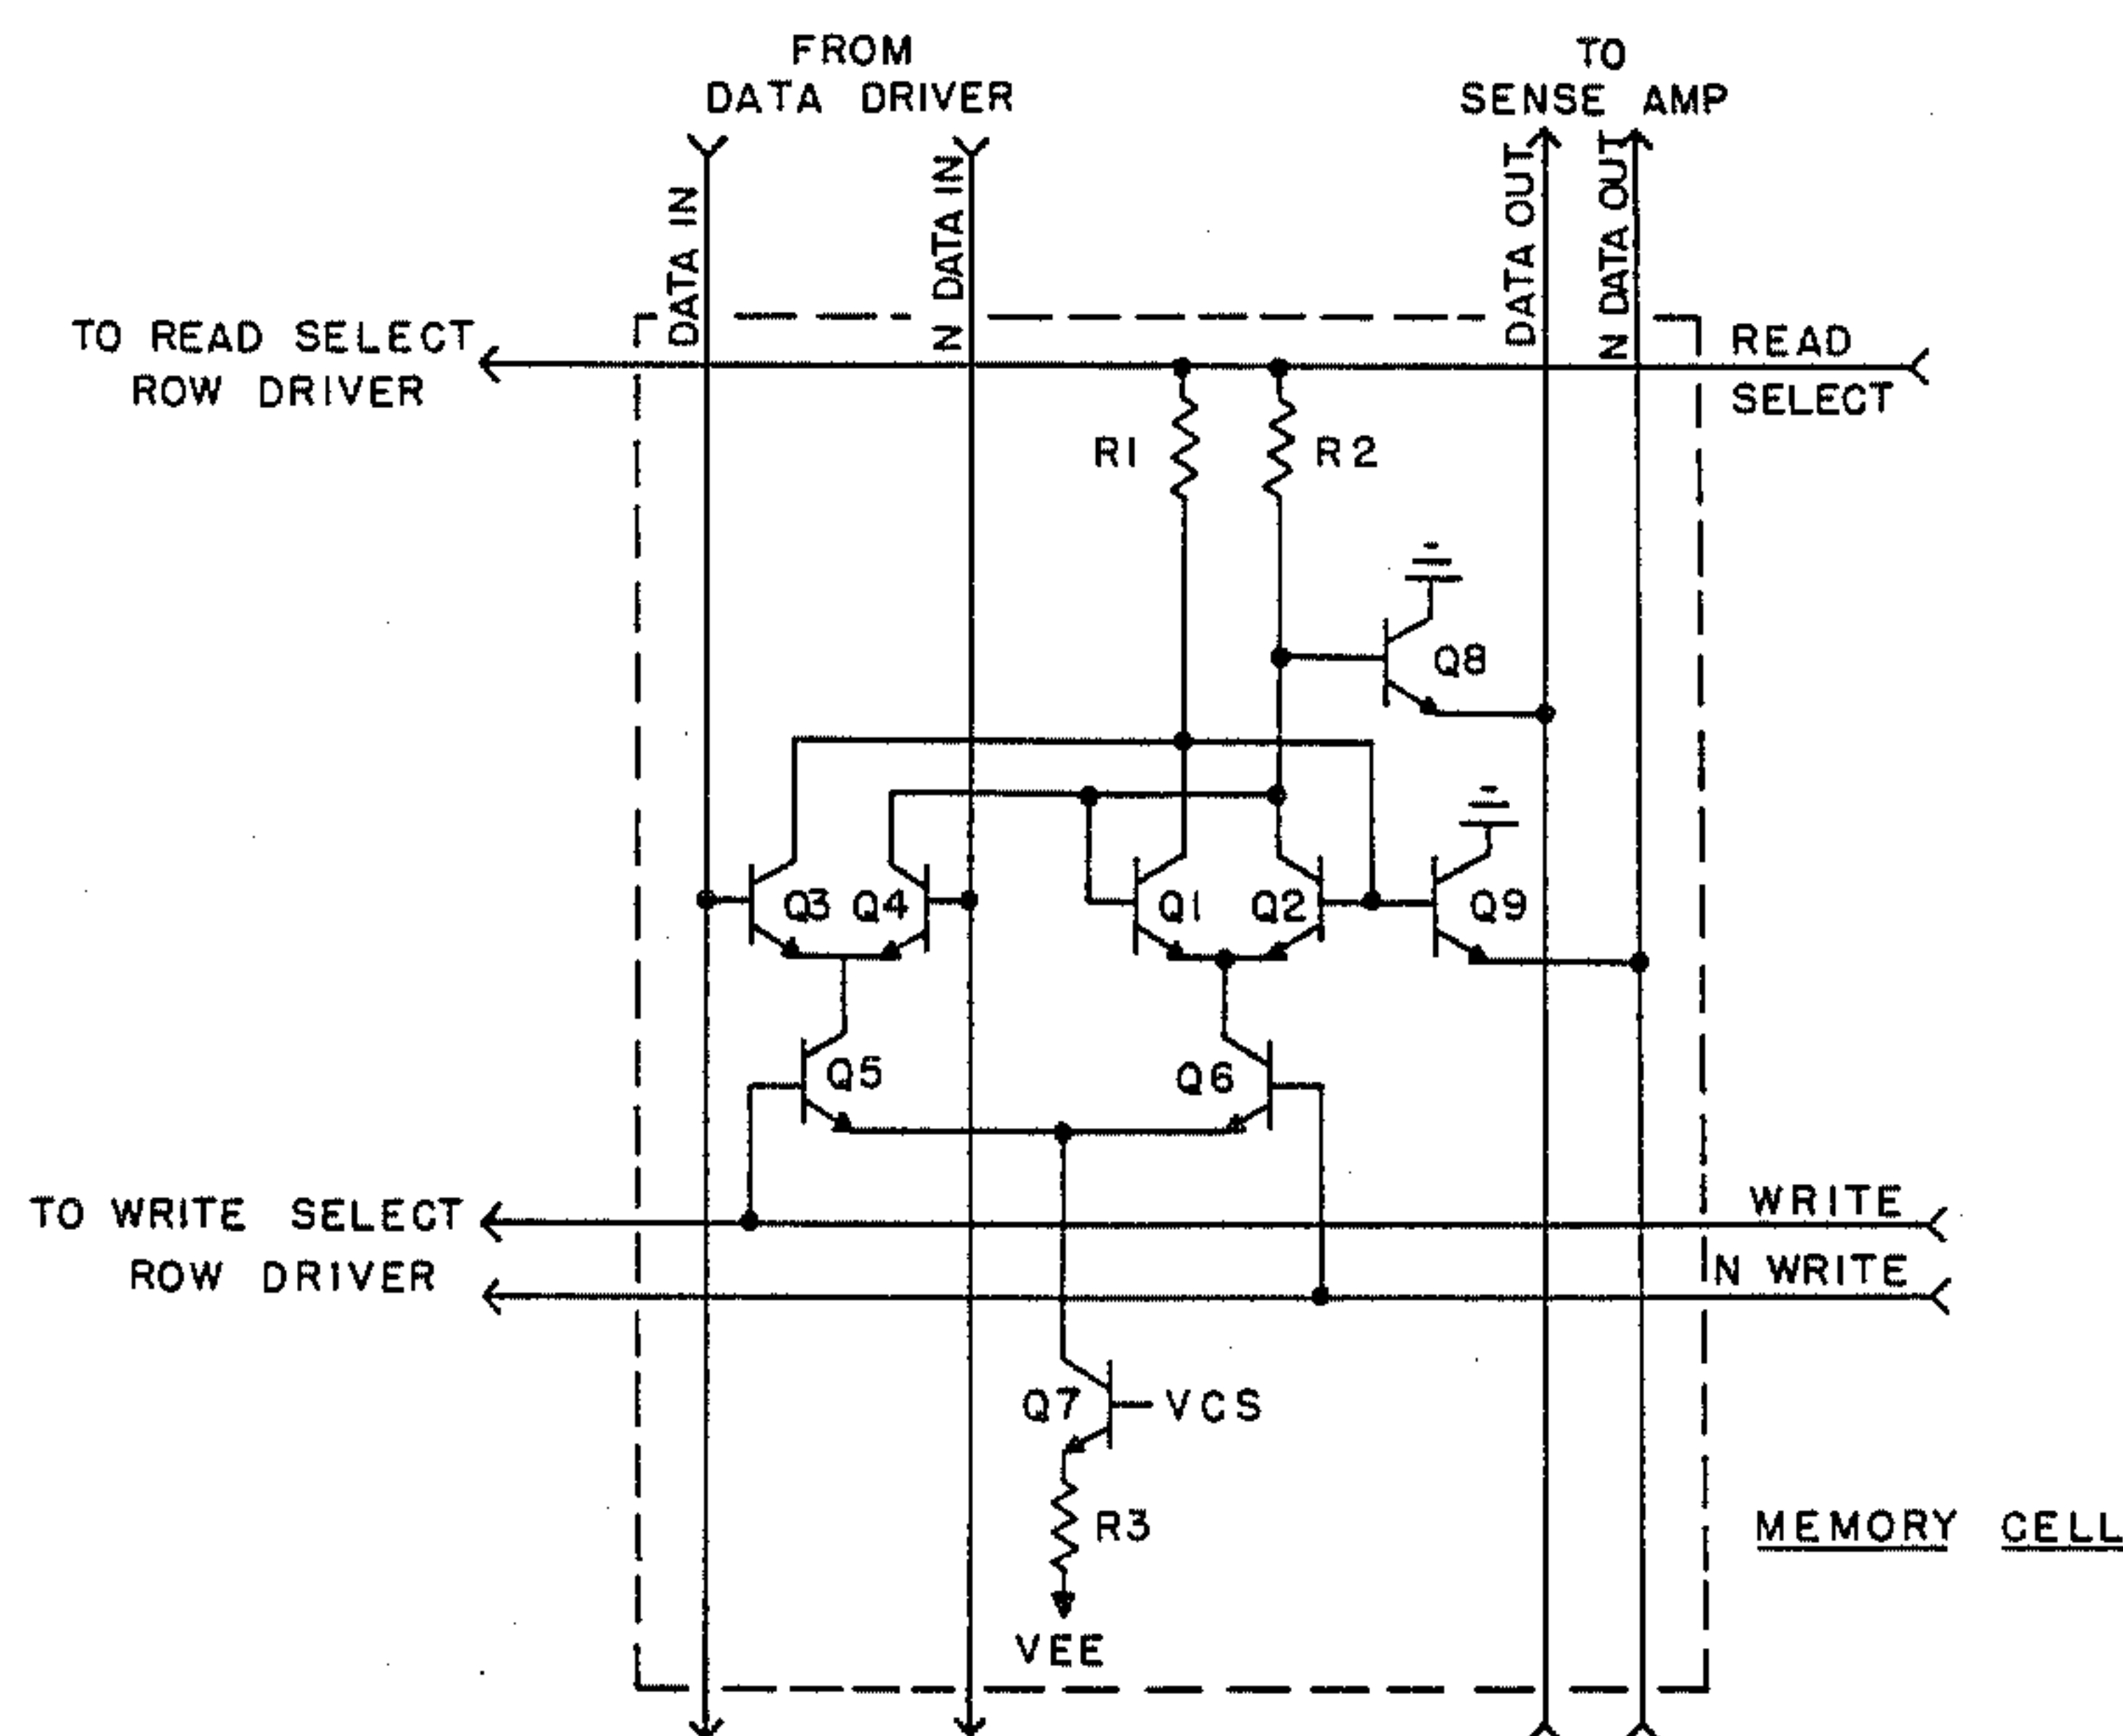 FROM
DATA DRIVER
TO
SENSE AMP
DATA IN
N DATA IN
DATA OUT
N DATA OUT
TO READ SELECT
ROW DRIVER
READ
SELECT
R1
R2
Q8
Q3
Q4
Q1
Q2
Q9
Q5
Q6
TO WRITE SELECT
ROW DRIVER
WRITE
N WRITE
Q7
VCS
R3
MEMORY CELL
VEE